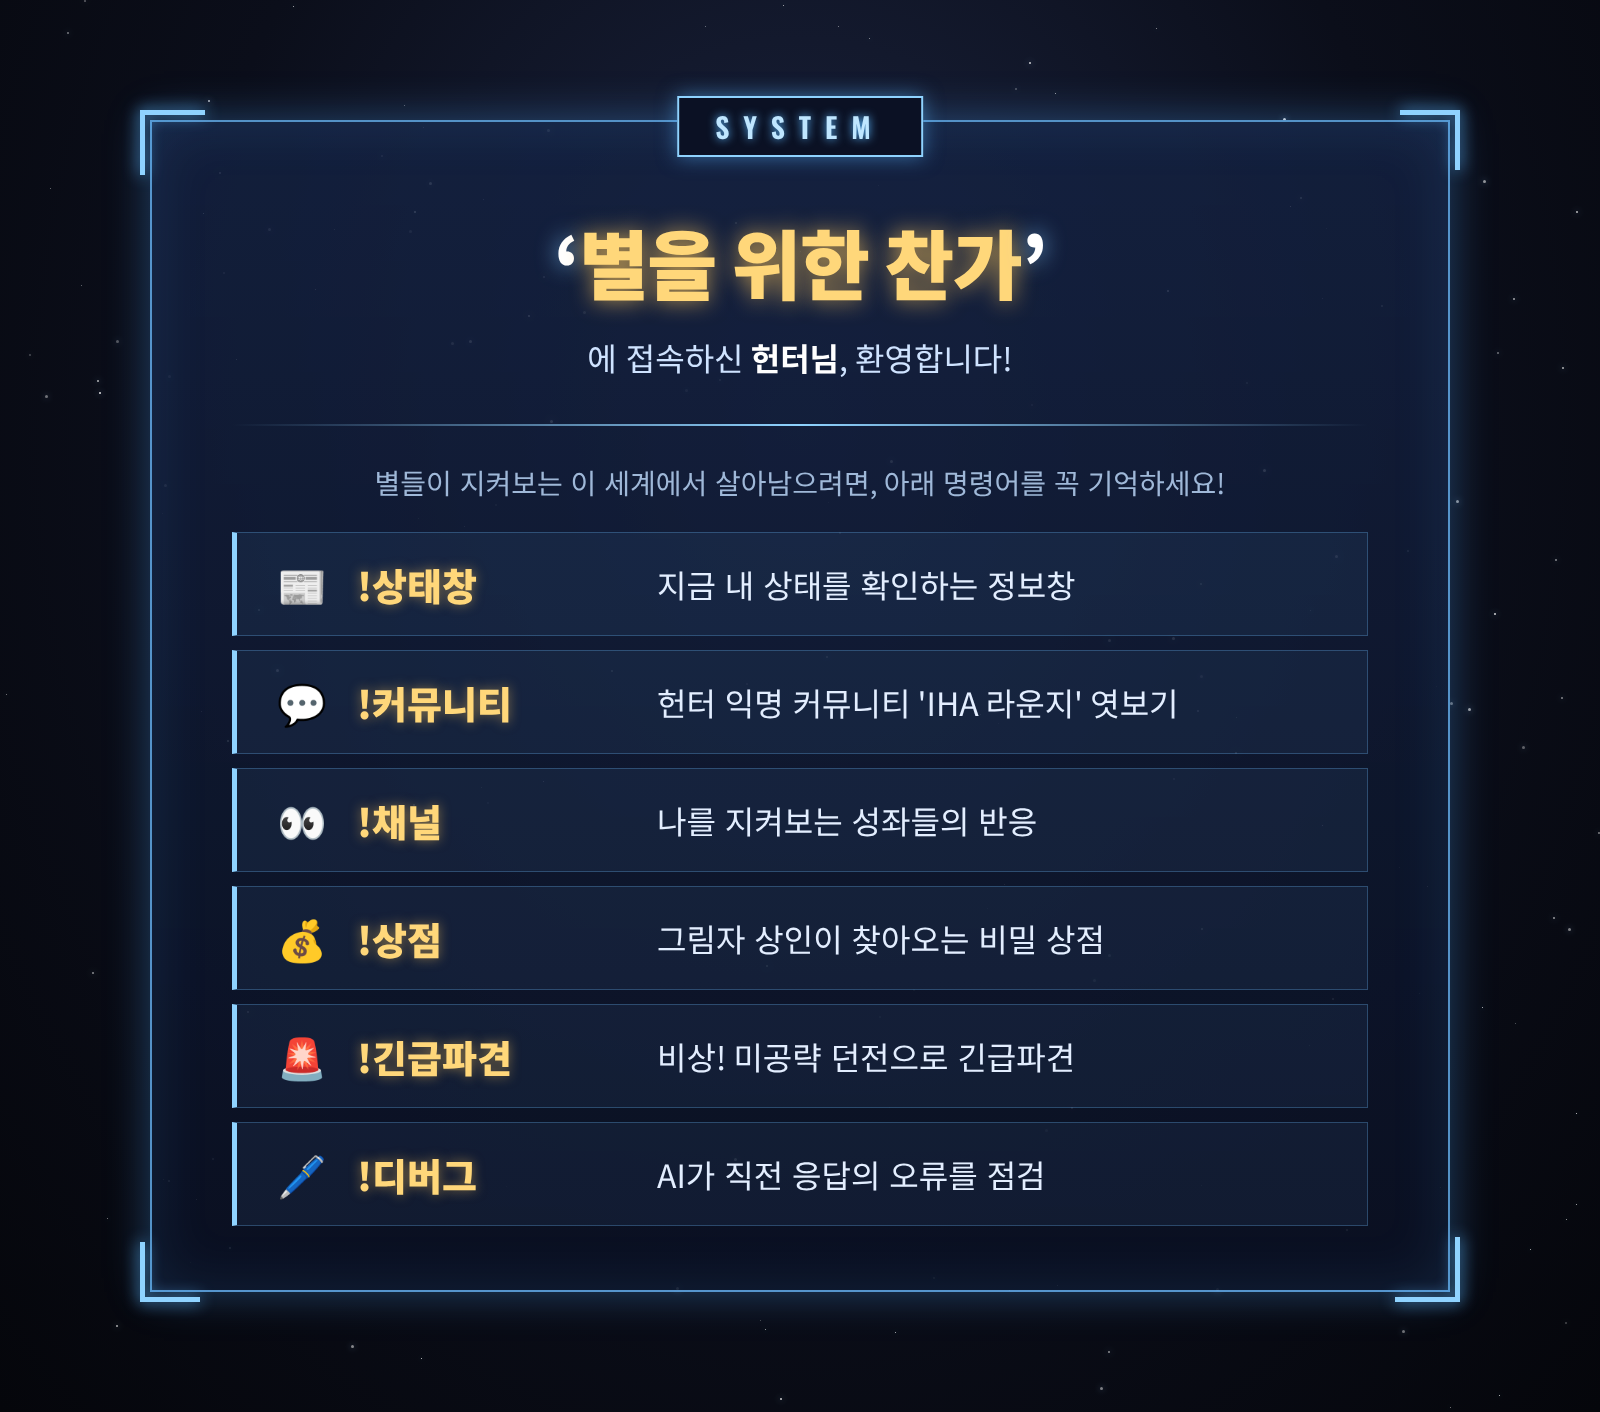 SYSTEM
‘별을 위한 찬가’
에 접속하신 헌터님, 환영합니다!
별들이 지켜보는 이 세계에서 살아남으려면, 아래 명령어를 꼭 기억하세요!
!상태창 지금 내 상태를 확인하는 정보창
!커뮤니티 헌터 익명 커뮤니티 'IHA 라운지' 엿보기
!채널 나를 지켜보는 성좌들의 반응
!상점 그림자 상인이 찾아오는 비밀 상점
!긴급파견 비상! 미공략 던전으로 긴급파견
!디버그 AI가 직전 응답의 오류를 점검